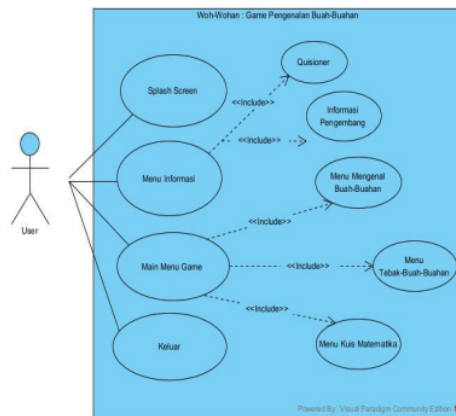 Woh-Wohan : Game Pengenalan Buah-Buahan
Quisioner
Splash Screen
<<Include>>
Informasi
Pengembang
<<Include>>
Menu Informasi
Menu Mengenal
Buah-Buahan
User
<<Include>>
Main Menu Game
<<Include>>
Menu
Tebak-Buah-Buahan
<<Include>>
Keluar
Menu Kuis Matematika
Powered By Visual Paradigm Community Edition